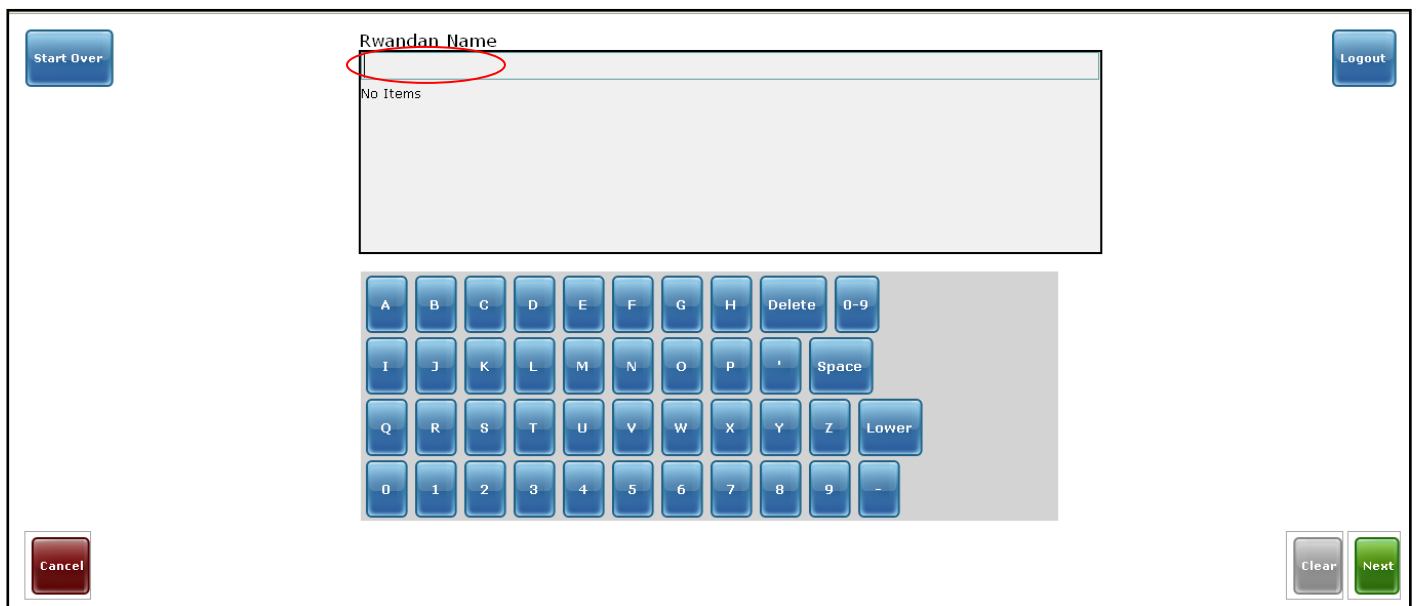 Rwandan Name
Start Over
Logout
No Items
A B C D E F G H Delete 0-9
I J K L M N O P ' Space
Q R S T U V W X Y Z Lower
0 1 2 3 4 5 6 7 8 9 -
Cancel
Clear Next